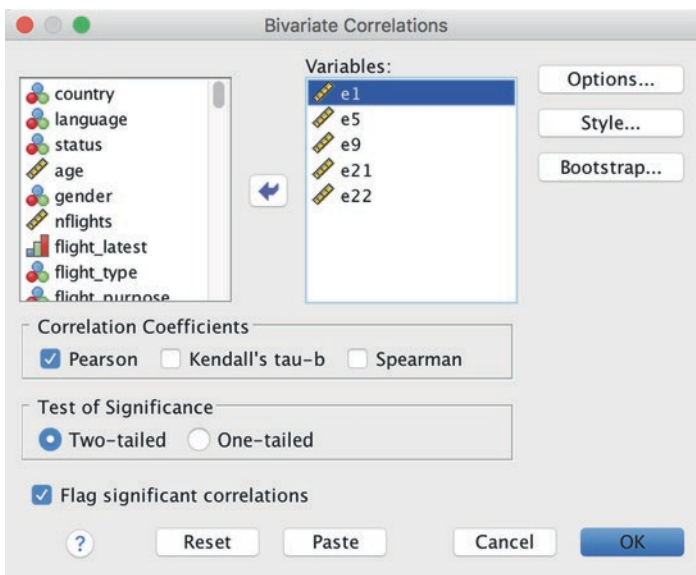 Bivariate Correlations
country
language
status
age
gender
nflights
flight_latest
flight_type
flight_purpose
Variables:
e1
e5
e9
e21
e22
Options...
Style...
Bootstrap...
Correlation Coefficients
Pearson Kendall's tau-b Spearman
Test of Significance
Two-tailed One-tailed
Flag significant correlations
? Reset Paste Cancel OK